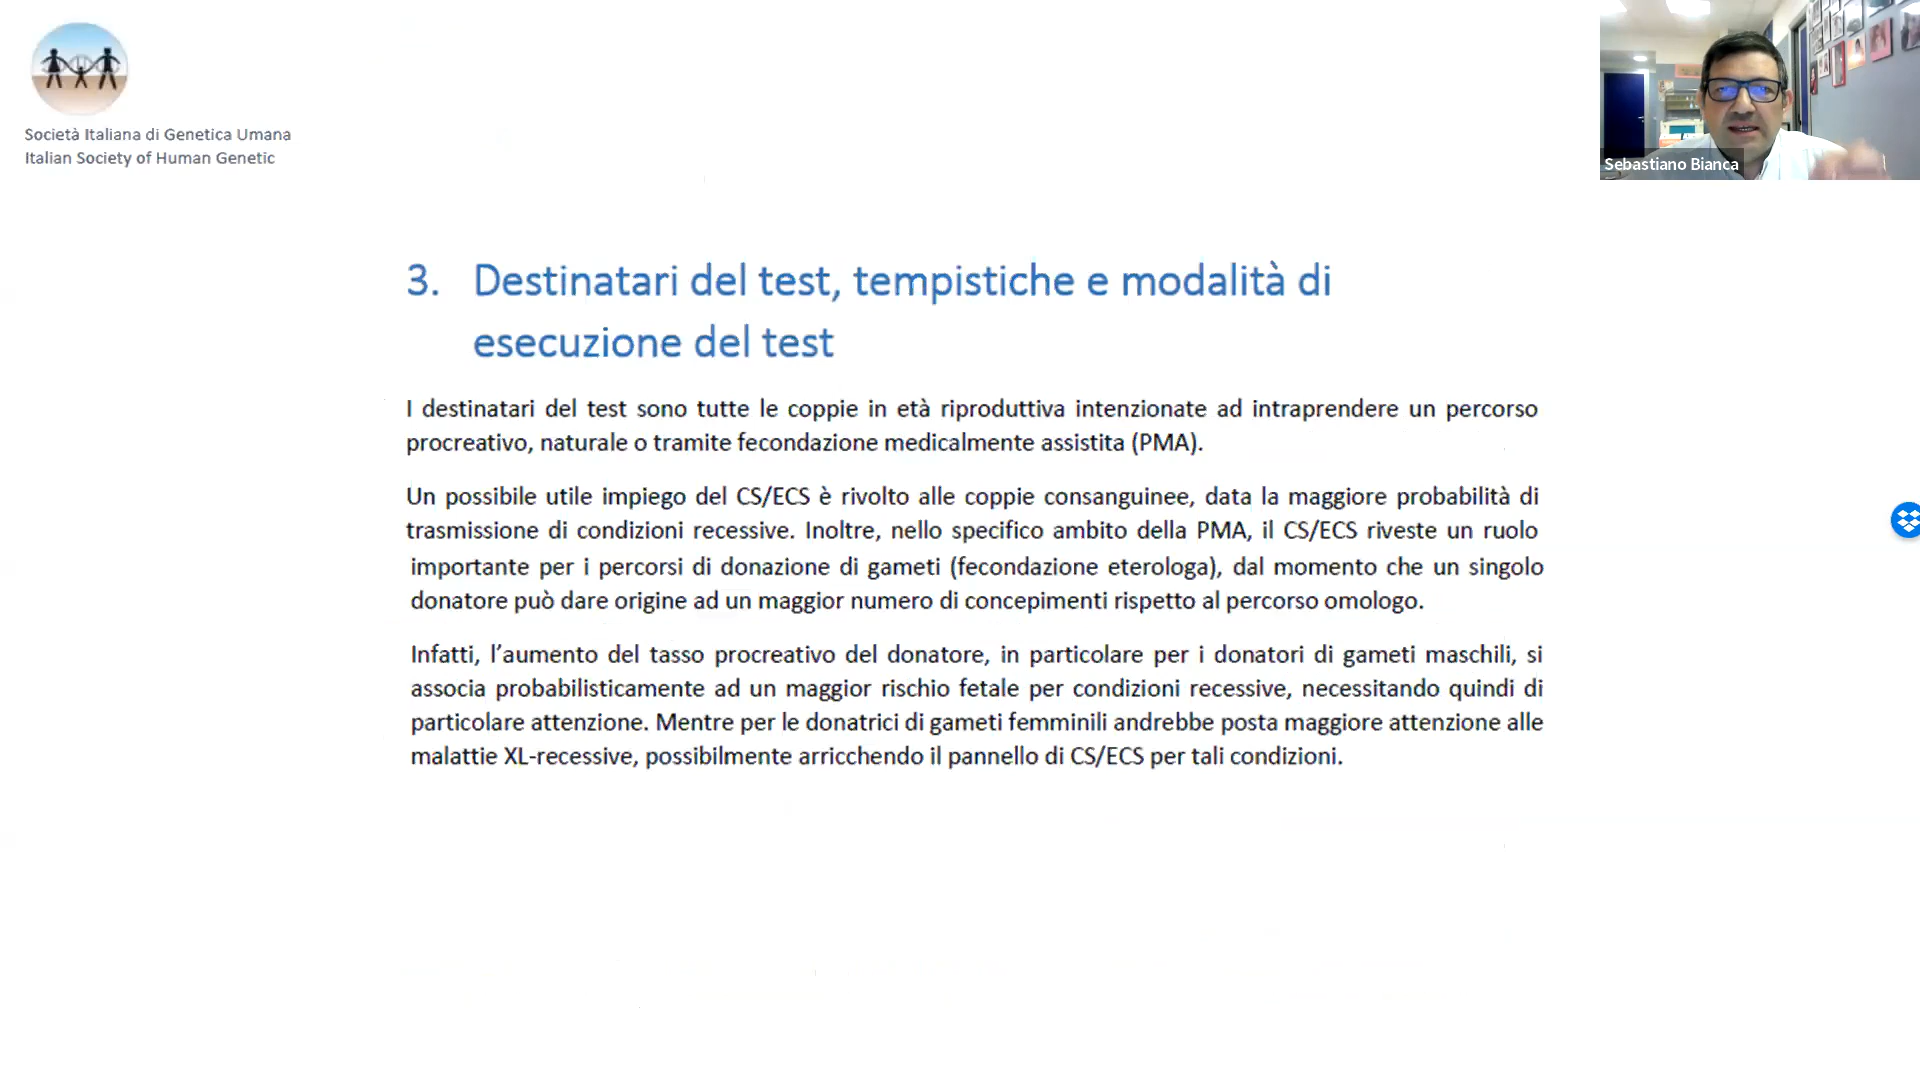 Società Italiana di Genetica Umana
Italian Society of Human Genetic
Sebastiano Bianca
3. Destinatari del test, tempistiche e modalità di
esecuzione del test
I destinatari del test sono tutte le coppie in età riproduttiva intenzionate ad intraprendere un percorso
procreativo, naturale o tramite fecondazione medicalmente assistita (PMA).
Un possibile utile impiego del CS/ECS è rivolto alle coppie consanguinee, data la maggiore probabilità di
trasmissione di condizioni recessive. Inoltre, nello specifico ambito della PMA, il CS/ECS riveste un ruolo
importante per i percorsi di donazione di gameti (fecondazione eterologa), dal momento che un singolo
donatore può dare origine ad un maggior numero di concepimenti rispetto al percorso omologo.
Infatti, l’aumento del tasso procreativo del donatore, in particolare per i donatori di gameti maschili, si
associa probabilisticamente ad un maggior rischio fetale per condizioni recessive, necessitando quindi di
particolare attenzione. Mentre per le donatrici di gameti femminili andrebbe posta maggiore attenzione alle
malattie XL-recessive, possibilmente arricchendo il pannello di CS/ECS per tali condizioni.